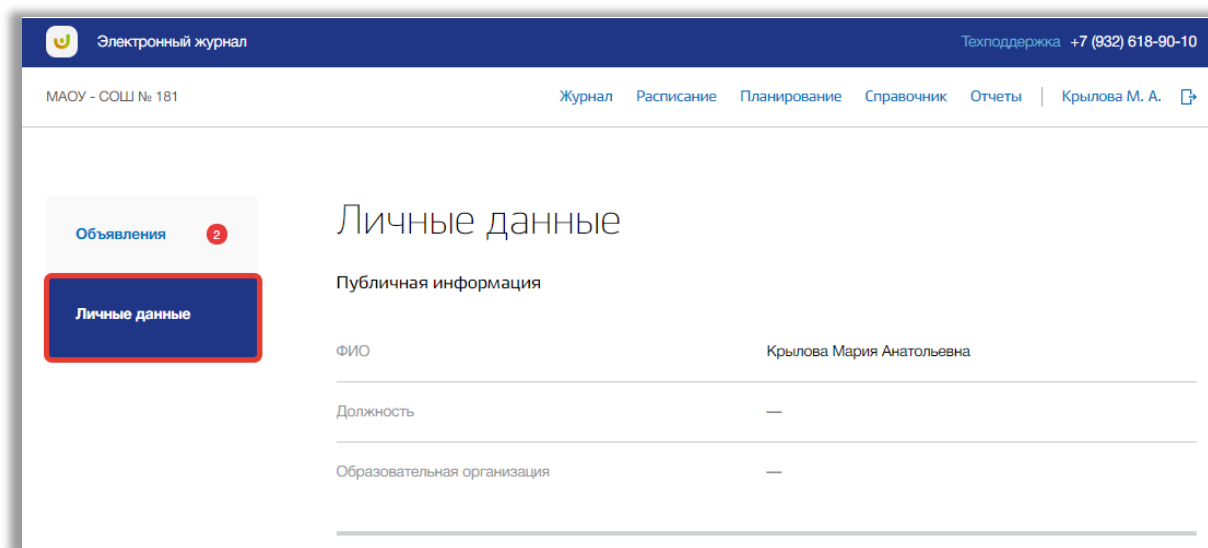 Электронный журнал Техподдержка +7 (932) 618-90-10
МАОУ - СОШ № 181 Журнал Расписание Планирование Справочник Отчеты Крылова М. А.
Объявления 2
Личные данные
Личные данные
Публичная информация
ФИО Крылова Мария Анатольевна
Должность —
Образовательная организация —